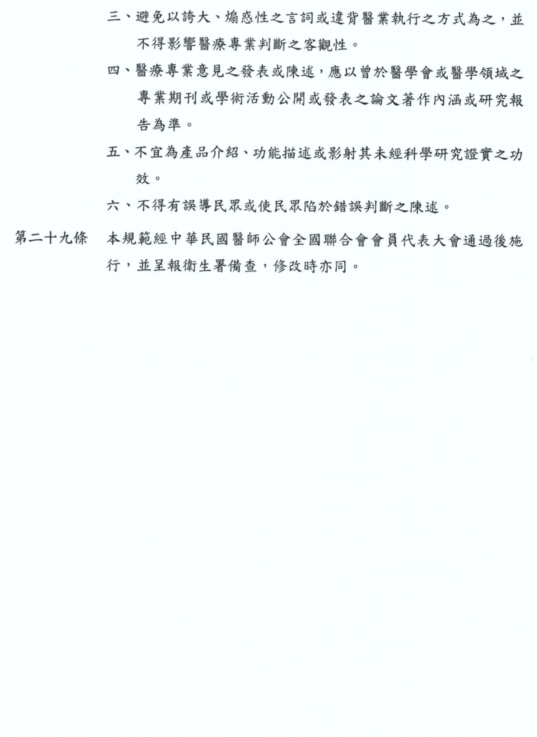 三、避免以誇大、煽惑性之言詞或違背醫業執行之方式為之，並
不得影響醫療專業判斷之客觀性。
四、醫療專業意見之發表或陳述，應以曾於醫學會或醫學領域之
專業期刊或學術活動公開或發表之論文著作內涵或研究報
告為準。
五、不宜為產品介紹、功能描述或影射其未經科學研究證實之功
效。
六、不得有誤導民眾或使民眾陷於錯誤判斷之陳述。
第二十九條 本規範經中華民國醫師公會全國聯合會會員代表大會通過後施
行，並呈報衛生署備查，修改時亦同。